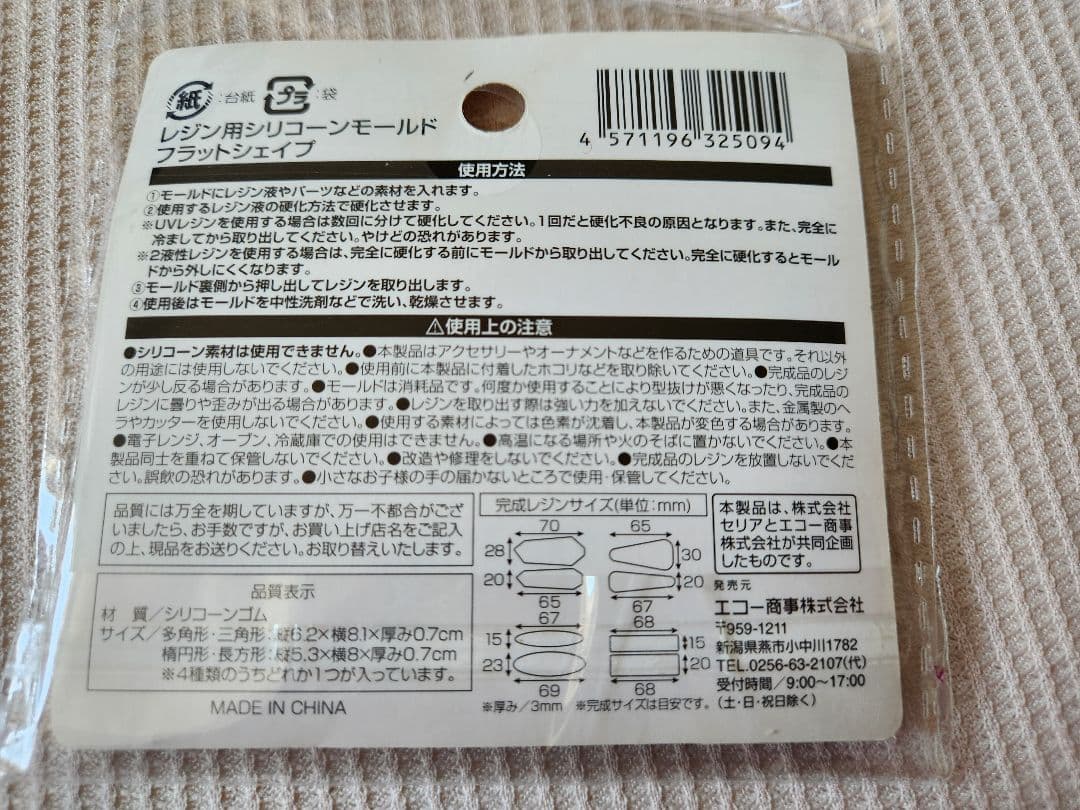 紙 :台紙 プラ :袋
レジン用シリコーンモールド
フラットシェイプ
4 571196 325094
使用方法
①モールドにレジン液やパーツなどの素材を入れます。
②使用するレジン液の硬化方法で硬化させます。
※UVレジンを使用する場合は数回に分けて硬化してください。1回だと硬化不良の原因となります。また、完全に
冷ましてから取り出してください。やけどの恐れがあります。
※2液性レジンを使用する場合は、完全に硬化する前にモールドから取り出してください。完全に硬化するとモール
ドから外しにくくなります。
③モールド裏側から押し出してレジンを取り出します。
④使用後はモールドを中性洗剤などで洗い、乾燥させます。
⚠使用上の注意
●シリコーン素材は使用できません。●本製品はアクセサリーやオーナメントなどを作るための道具です。それ以外
の用途には使用しないでください。●使用前に本製品に付着したホコリなどを取り除いてください。●完成品のレジ
ンが少し反る場合があります。●モールドは消耗品です。何度か使用することにより型抜けが悪くなったり、完成品の
レジンに曇りや歪みが出る場合があります。●レジンを取り出す際は強い力を加えないでください。また、金属製のヘ
ラやカッターを使用しないでください。●使用する素材によっては色素が沈着し、本製品が変色する場合があります。
●電子レンジ、オーブン、冷蔵庫での使用はできません。●高温になる場所や火のそばに置かないでください。●本
製品同士を重ねて保管しないでください。●改造や修理をしないでください。●完成品のレジンを放置しないでくだ
さい。誤飲の恐れがあります。●小さなお子様の手の届かないところで使用・保管してください。
品質には万全を期していますが、万一不都合がござ
いましたら、お手数ですが、お買い上げ店名をご記入
の上、現品をお送りください。お取り替えいたします。
品質表示
材 質/シリコーンゴム
サイズ/多角形・三角形:縦6.2×横8.1×厚み0.7cm
楕円形・長方形:縦5.3×横8×厚み0.7cm
※4種類のうちどれか1つが入っています。
MADE IN CHINA
完成レジンサイズ(単位:mm)
70 65
28 30
20 20
65 67
67 68
15 15
23 20
69 68
※厚み/3mm ※完成サイズは目安です。
本製品は、株式会社
セリアとエコー商事
株式会社が共同企画
したものです。
発売元
エコー商事株式会社
〒959-1211
新潟県燕市小中川1782
TEL.0256-63-2107(代)
受付時間/9:00~17:00
(土・日・祝日除く)